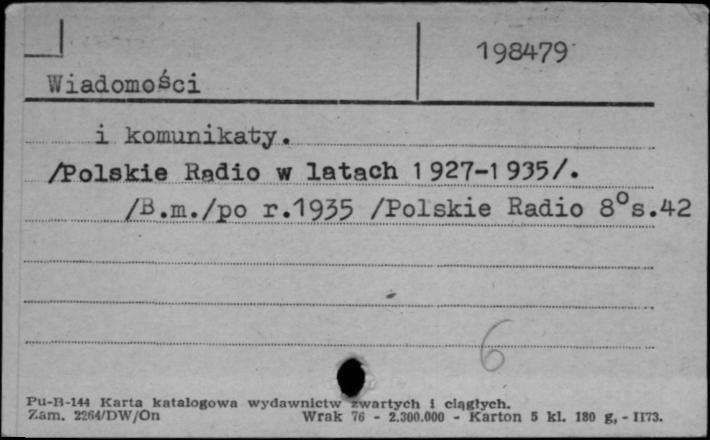 198479
Wiadomości
i komunikaty.
/Polskie Radio w latach 1927-1935/.
/B.m./po r.1935 /Polskie Radio 8°s.42
6
Pu-B-144 Karta katalogowa wydawnictw zwartych i ciągłych.
Zam. 2264/DW/On Wrak 76 - 2.300.000 - Karton 5 kl. 180 g, - II73.